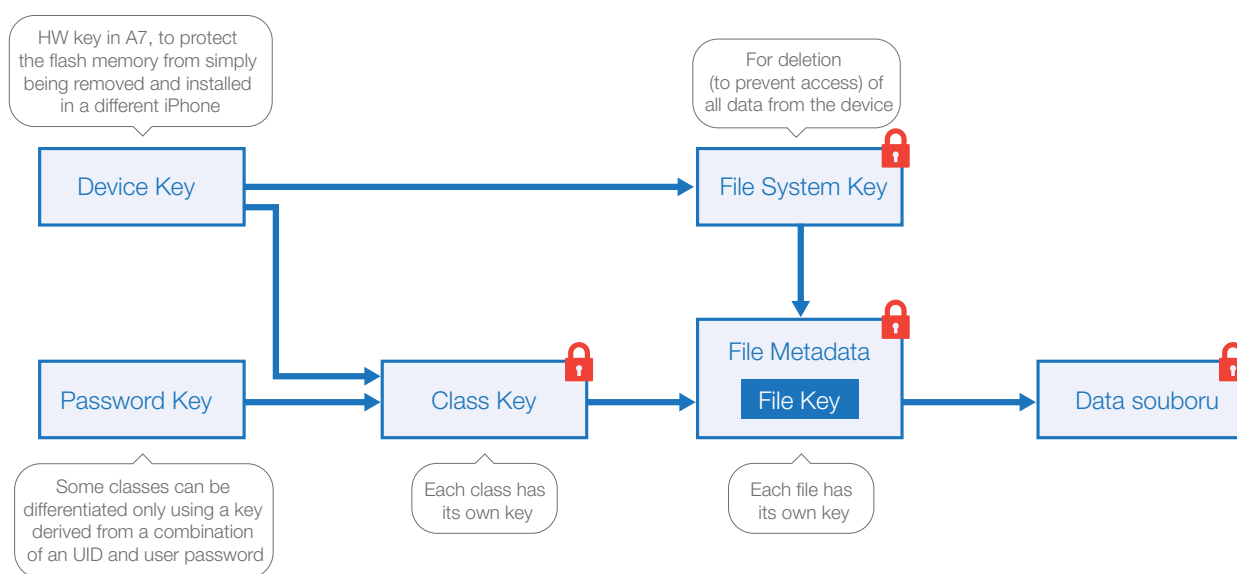 HW key in A7, to protect
the flash memory from simply
being removed and installed
in a different iPhone
For deletion
(to prevent access) of
all data from the device
Device Key
File System Key
Password Key
Class Key
File Metadata
File Key
Data souboru
Some classes can be
differentiated only using a key
derived from a combination
of an UID and user password
Each class has
its own key
Each file has
its own key